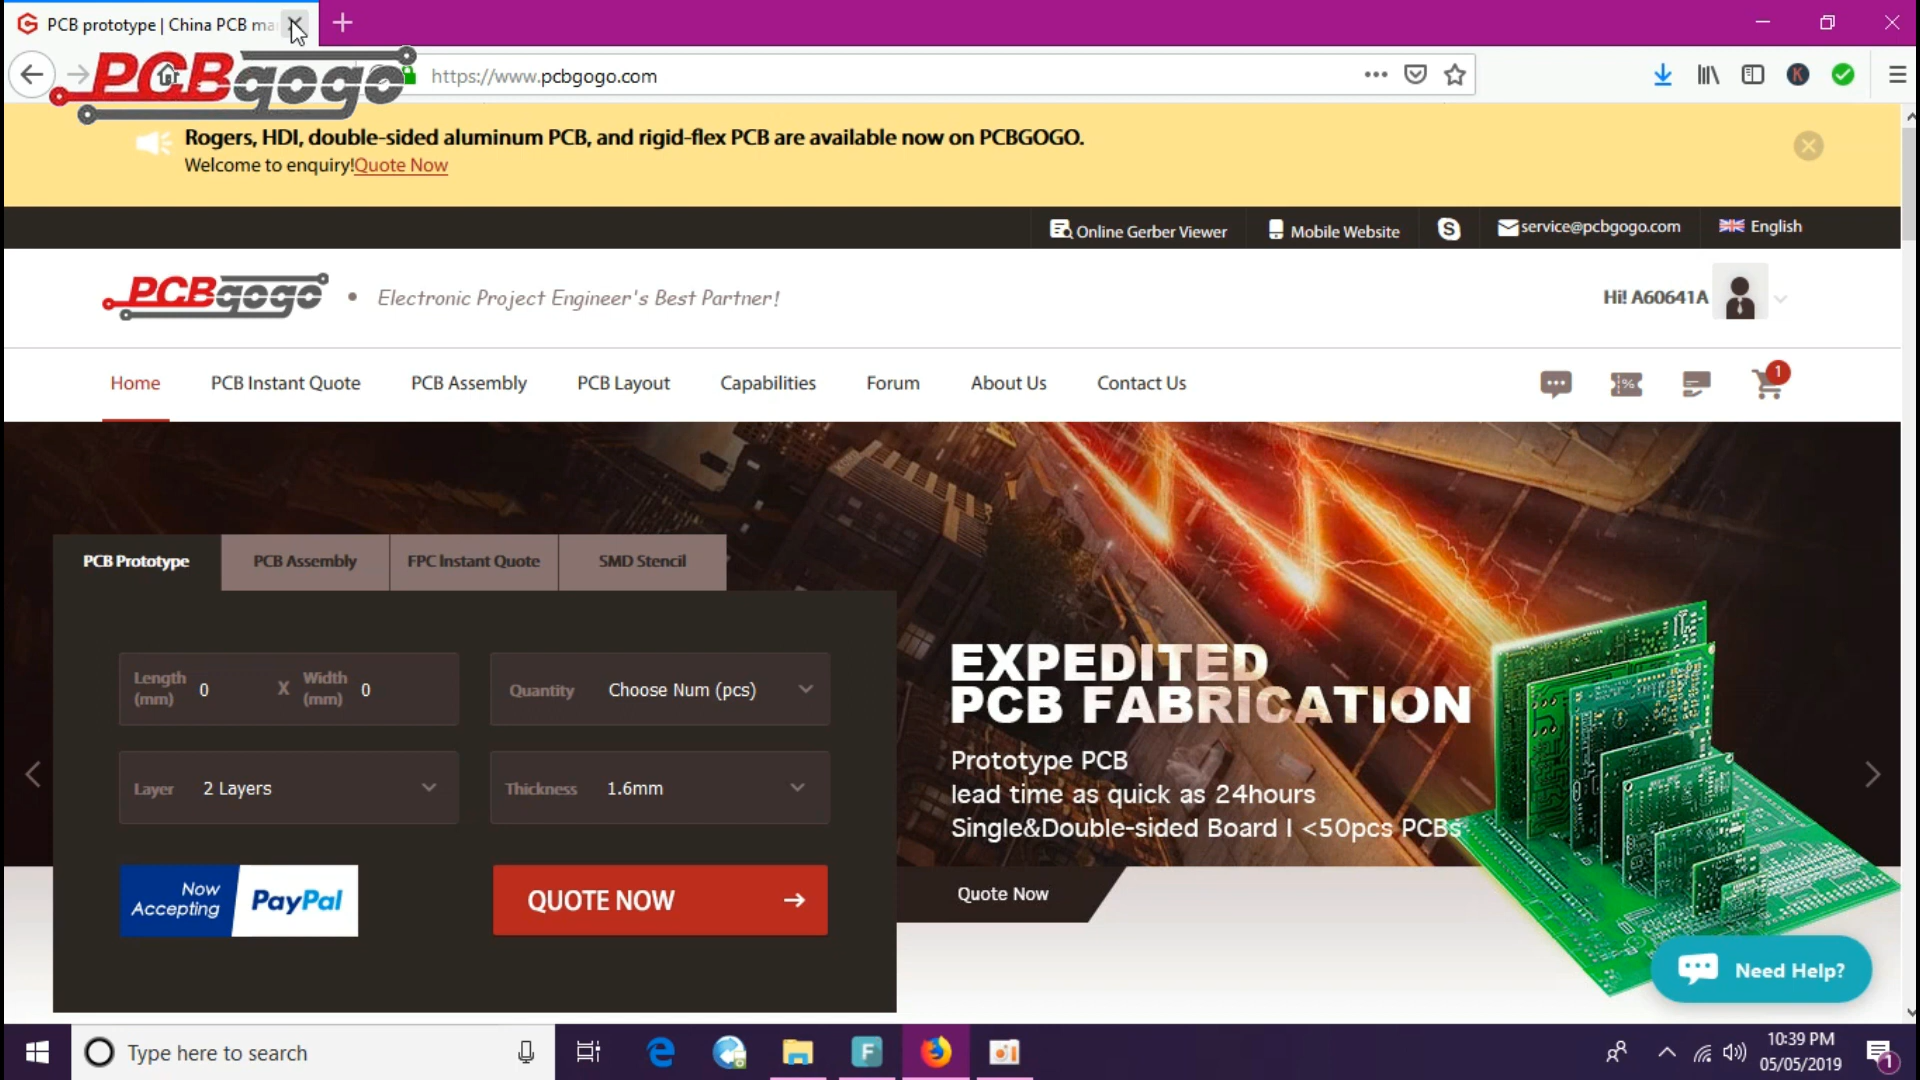 PCB prototype | China PCB ma
PCBgogo
https://www.pcbgogo.com
Rogers, HDI, double-sided aluminum PCB, and rigid-flex PCB are available now on PCBGOGO.
Welcome to enquiry!Quote Now
Online Gerber Viewer Mobile Website service@pcbgogo.com English
PCBgogo • Electronic Project Engineer's Best Partner! Hi! A60641A
Home PCB Instant Quote PCB Assembly PCB Layout Capabilities Forum About Us Contact Us 1
PCB Prototype PCB Assembly FPC Instant Quote SMD Stencil
Length (mm) 0 X Width (mm) 0 Quantity Choose Num (pcs)
Layer 2 Layers Thickness 1.6mm
Now Accepting PayPal QUOTE NOW
EXPEDITED
PCB FABRICATION
Prototype PCB
lead time as quick as 24hours
Single&Double-sided Board I <50pcs PCBs
Quote Now
Need Help?
Type here to search
10:39 PM
05/05/2019
1